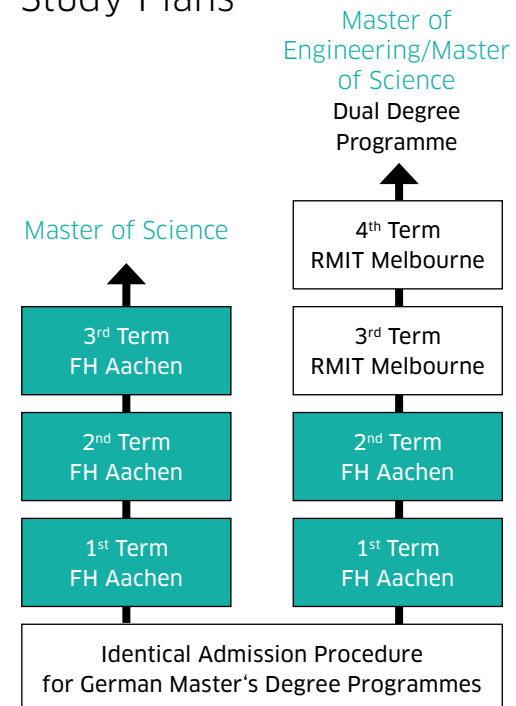 Study Plans
Master of
Engineering/Master
of Science
Dual Degree
Programme
4th Term
RMIT Melbourne
Master of Science
3rd Term
FH Aachen
3rd Term
RMIT Melbourne
2nd Term
FH Aachen
2nd Term
FH Aachen
1st Term
FH Aachen
1st Term
FH Aachen
Identical Admission Procedure
for German Master‘s Degree Programmes